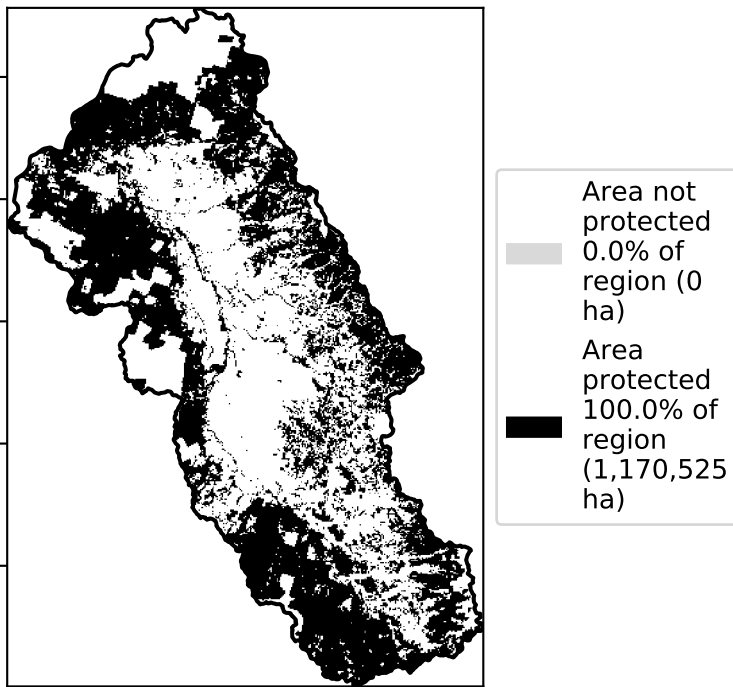 Area not
protected
0.0% of
region (0
ha)
Area
protected
100.0% of
region
(1,170,525
ha)